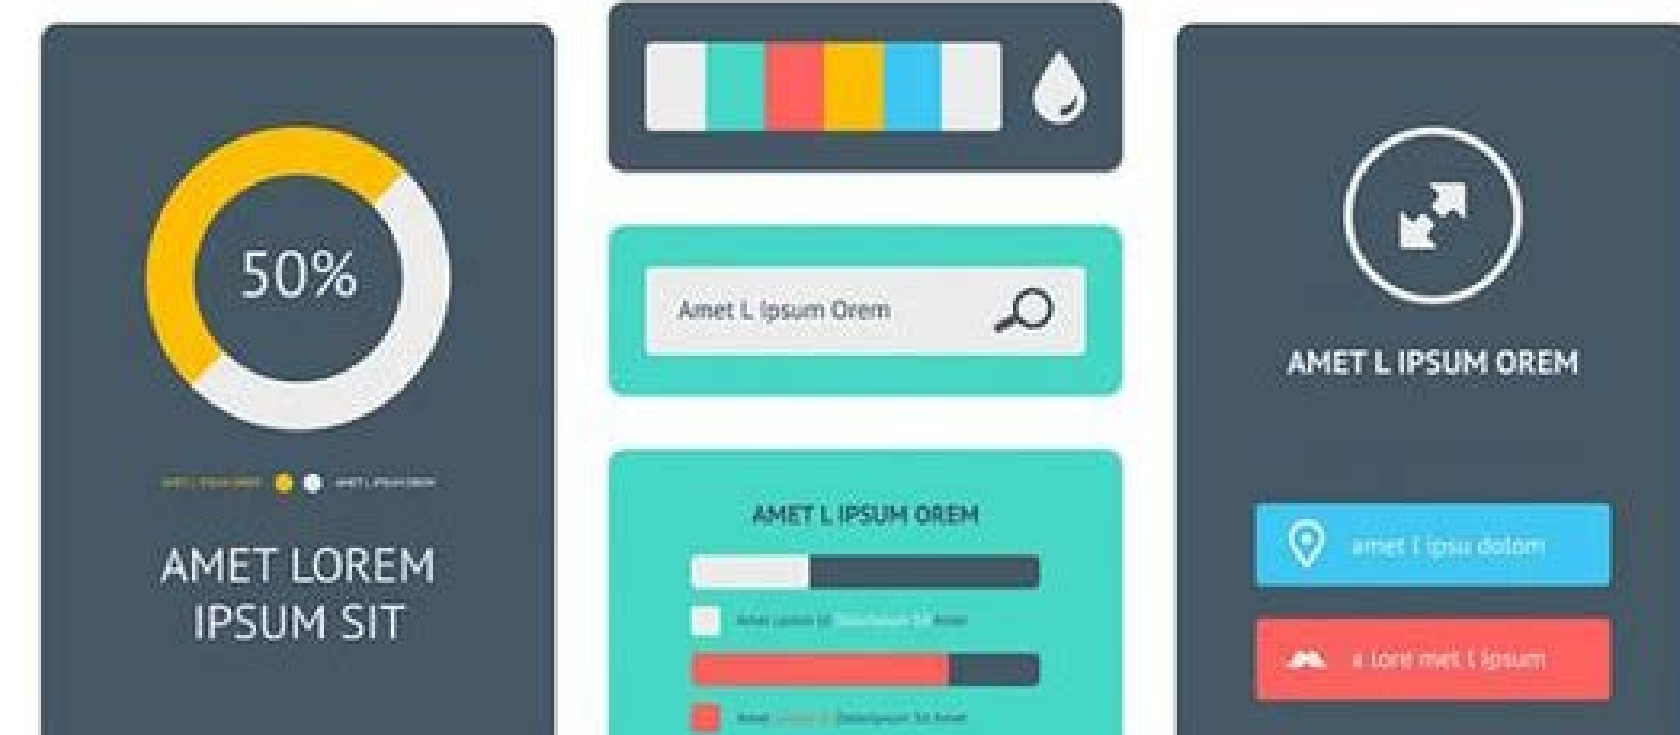 50%
AMET LOREM
IPSUM SIT
Amet L Ipsum Orem
AMET L IPSUM OREM
AMET L IPSUM OREM
amet l ipsu dolom
a lore met l ipsum